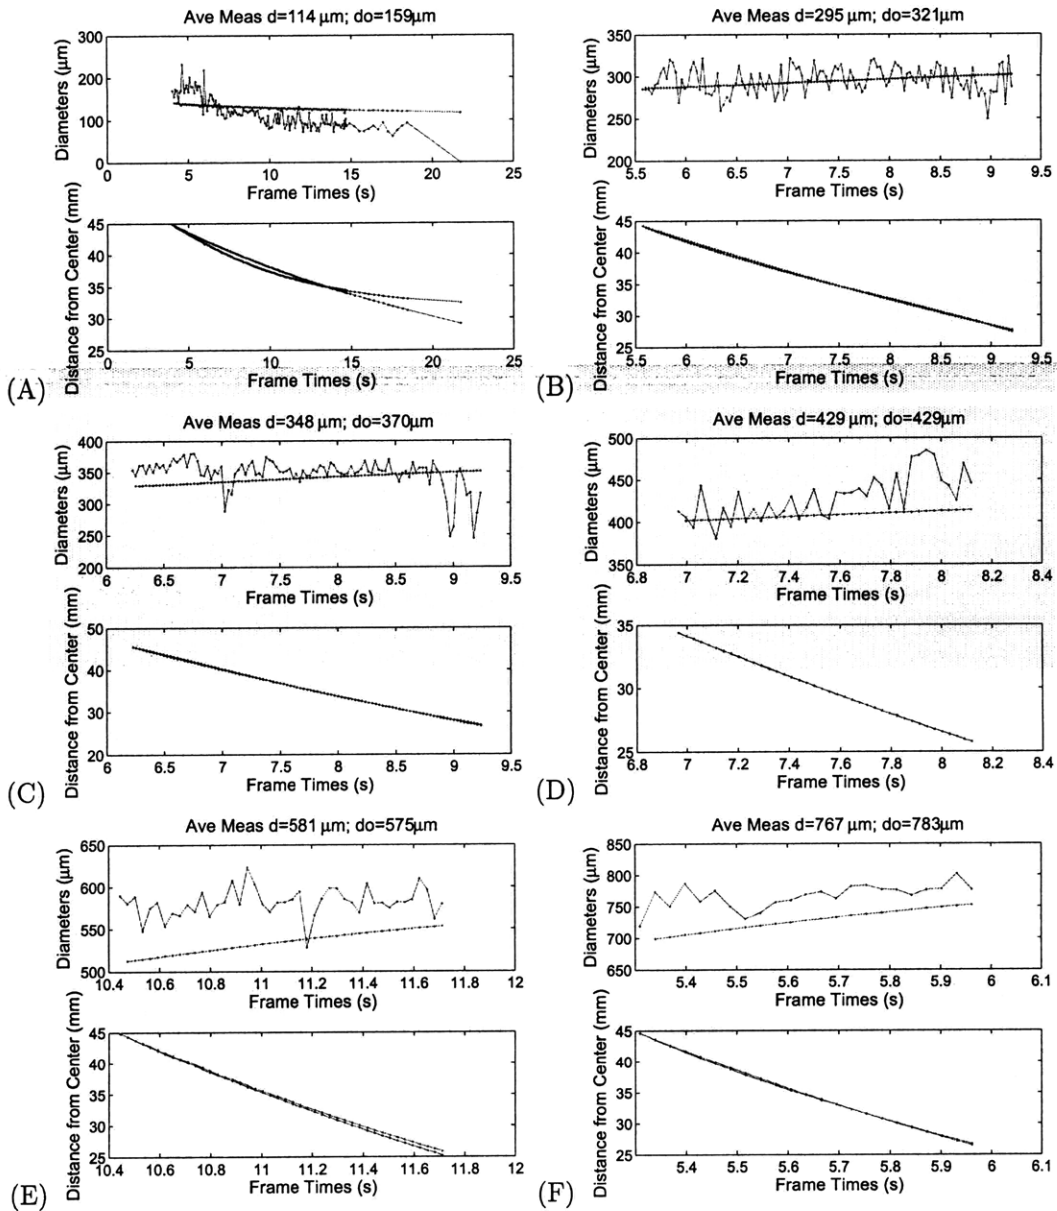 Ave Meas d=114 μm; do=159μm
300
200
100
0
0 5 10 15 20 25
Diameters (μm)
Frame Times (s)
45
40
35
30
25
0 5 10 15 20 25
Distance from Center (mm)
Frame Times (s)
(A)
Ave Meas d=295 μm; do=321μm
350
300
250
200
5.5 6 6.5 7 7.5 8 8.5 9 9.5
Diameters (μm)
Frame Times (s)
45
40
35
30
25
5.5 6 6.5 7 7.5 8 8.5 9 9.5
Distance from Center (mm)
Frame Times (s)
(B)
Ave Meas d=348 μm; do=370μm
400
350
300
250
200
6 6.5 7 7.5 8 8.5 9 9.5
Diameters (μm)
Frame Times (s)
50
40
30
20
6 6.5 7 7.5 8 8.5 9 9.5
Distance from Center (mm)
Frame Times (s)
(C)
Ave Meas d=429 μm; do=429μm
500
450
400
350
6.8 7 7.2 7.4 7.6 7.8 8 8.2 8.4
Diameters (μm)
Frame Times (s)
35
30
25
6.8 7 7.2 7.4 7.6 7.8 8 8.2 8.4
Distance from Center (mm)
Frame Times (s)
(D)
Ave Meas d=581 μm; do=575μm
650
600
550
500
10.4 10.6 10.8 11 11.2 11.4 11.6 11.8 12
Diameters (μm)
Frame Times (s)
45
40
35
30
25
10.4 10.6 10.8 11 11.2 11.4 11.6 11.8 12
Distance from Center (mm)
Frame Times (s)
(E)
Ave Meas d=767 μm; do=783μm
850
800
750
700
650
5.4 5.5 5.6 5.7 5.8 5.9 6 6.1
Diameters (μm)
Frame Times (s)
45
40
35
30
25
5.4 5.5 5.6 5.7 5.8 5.9 6 6.1
Distance from Center (mm)
Frame Times (s)
(F)